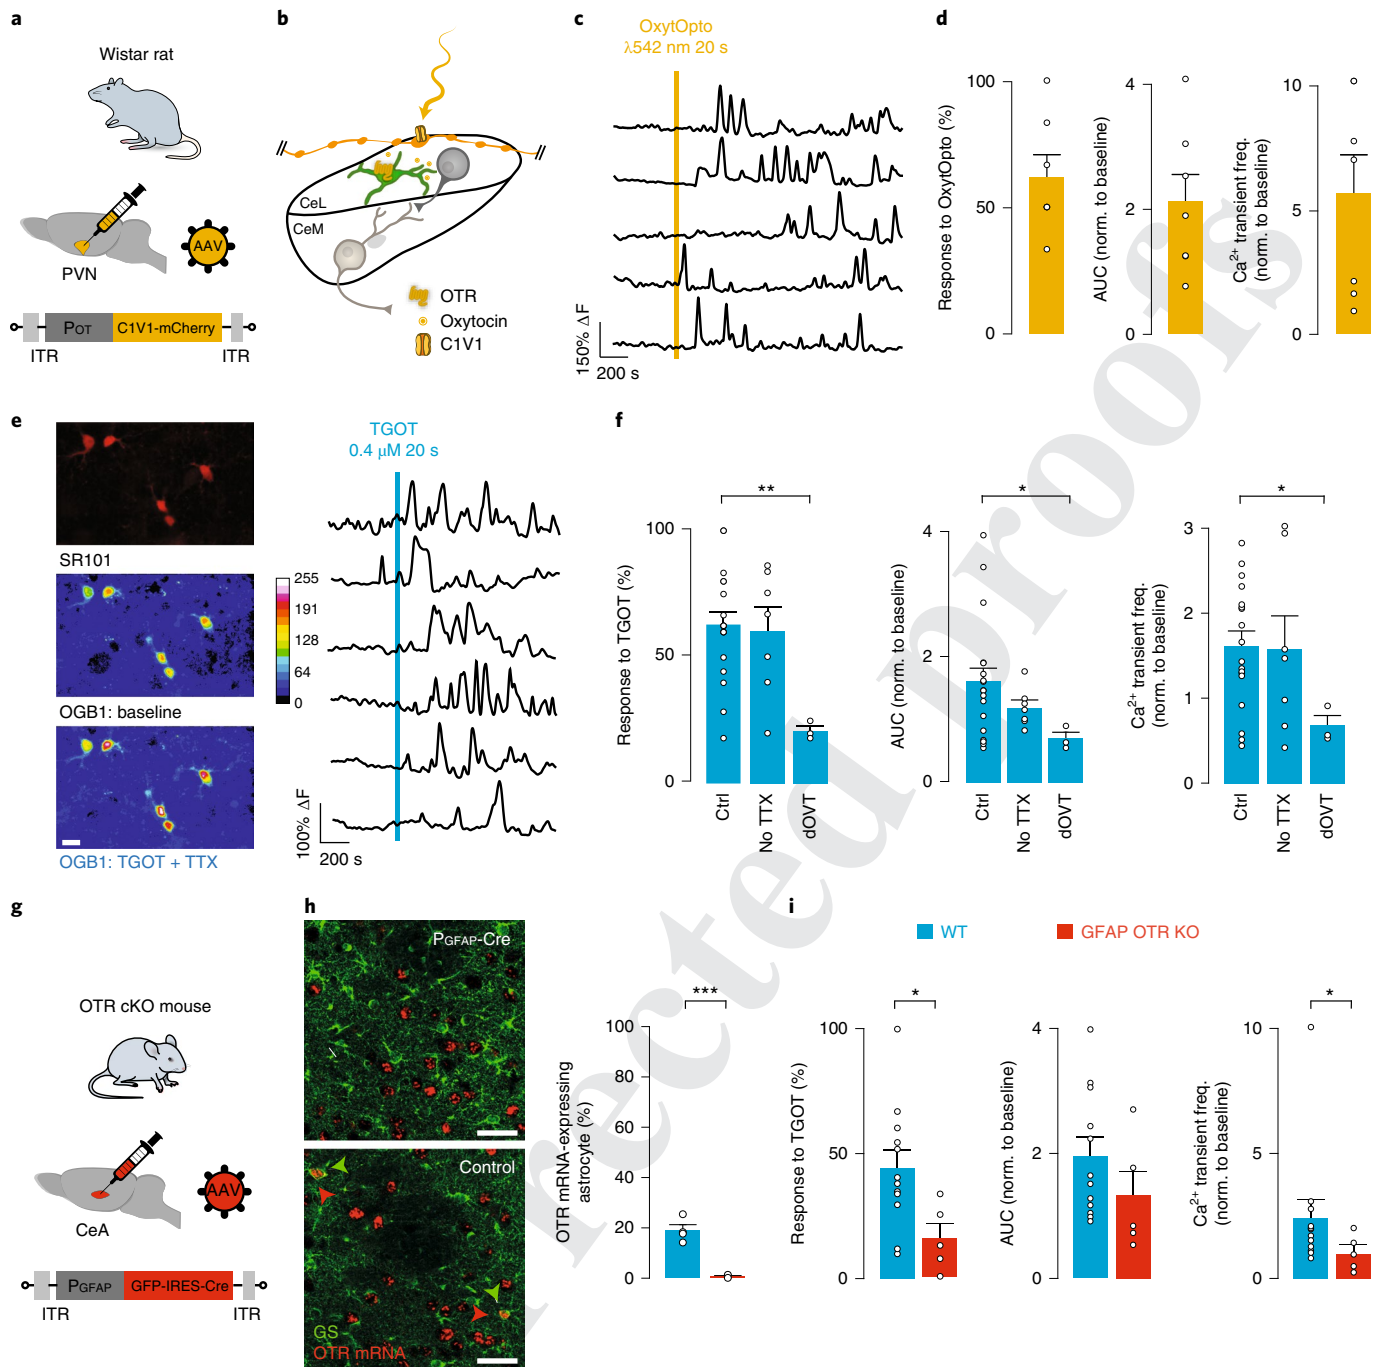 a
Wistar rat
PVN
AAV
POT
C1V1-mCherry
ITR
ITR
b
CeL
CeM
OTR
Oxytocin
C1V1
c
OxytOpto
λ542 nm 20 s
150% ΔF
200 s
d
Response to OxytOpto (%)
100
50
0
AUC (norm. to baseline)
4
2
0
Ca2+ transient freq.
(norm. to baseline)
10
5
0
e
SR101
OGB1: baseline
OGB1: TGOT + TTX
255
191
128
64
0
TGOT
0.4 μM 20 s
100% ΔF
200 s
f
Response to TGOT (%)
100
50
0
**
Ctrl
No TTX
dOVT
AUC (norm. to baseline)
4
2
0
*
Ctrl
No TTX
dOVT
Ca2+ transient freq.
(norm. to baseline)
3
2
1
0
*
Ctrl
No TTX
dOVT
g
OTR cKO mouse
CeA
AAV
PGFAP
GFP-IRES-Cre
ITR
ITR
h
PGFAP-Cre
Control
GS
OTR mRNA
OTR mRNA-expressing
astrocyte (%)
100
80
60
40
20
0
***
i
WT
GFAP OTR KO
Response to TGOT (%)
100
50
0
*
AUC (norm. to baseline)
4
2
0
Ca2+ transient freq.
(norm. to baseline)
10
5
0
*
rected proofs